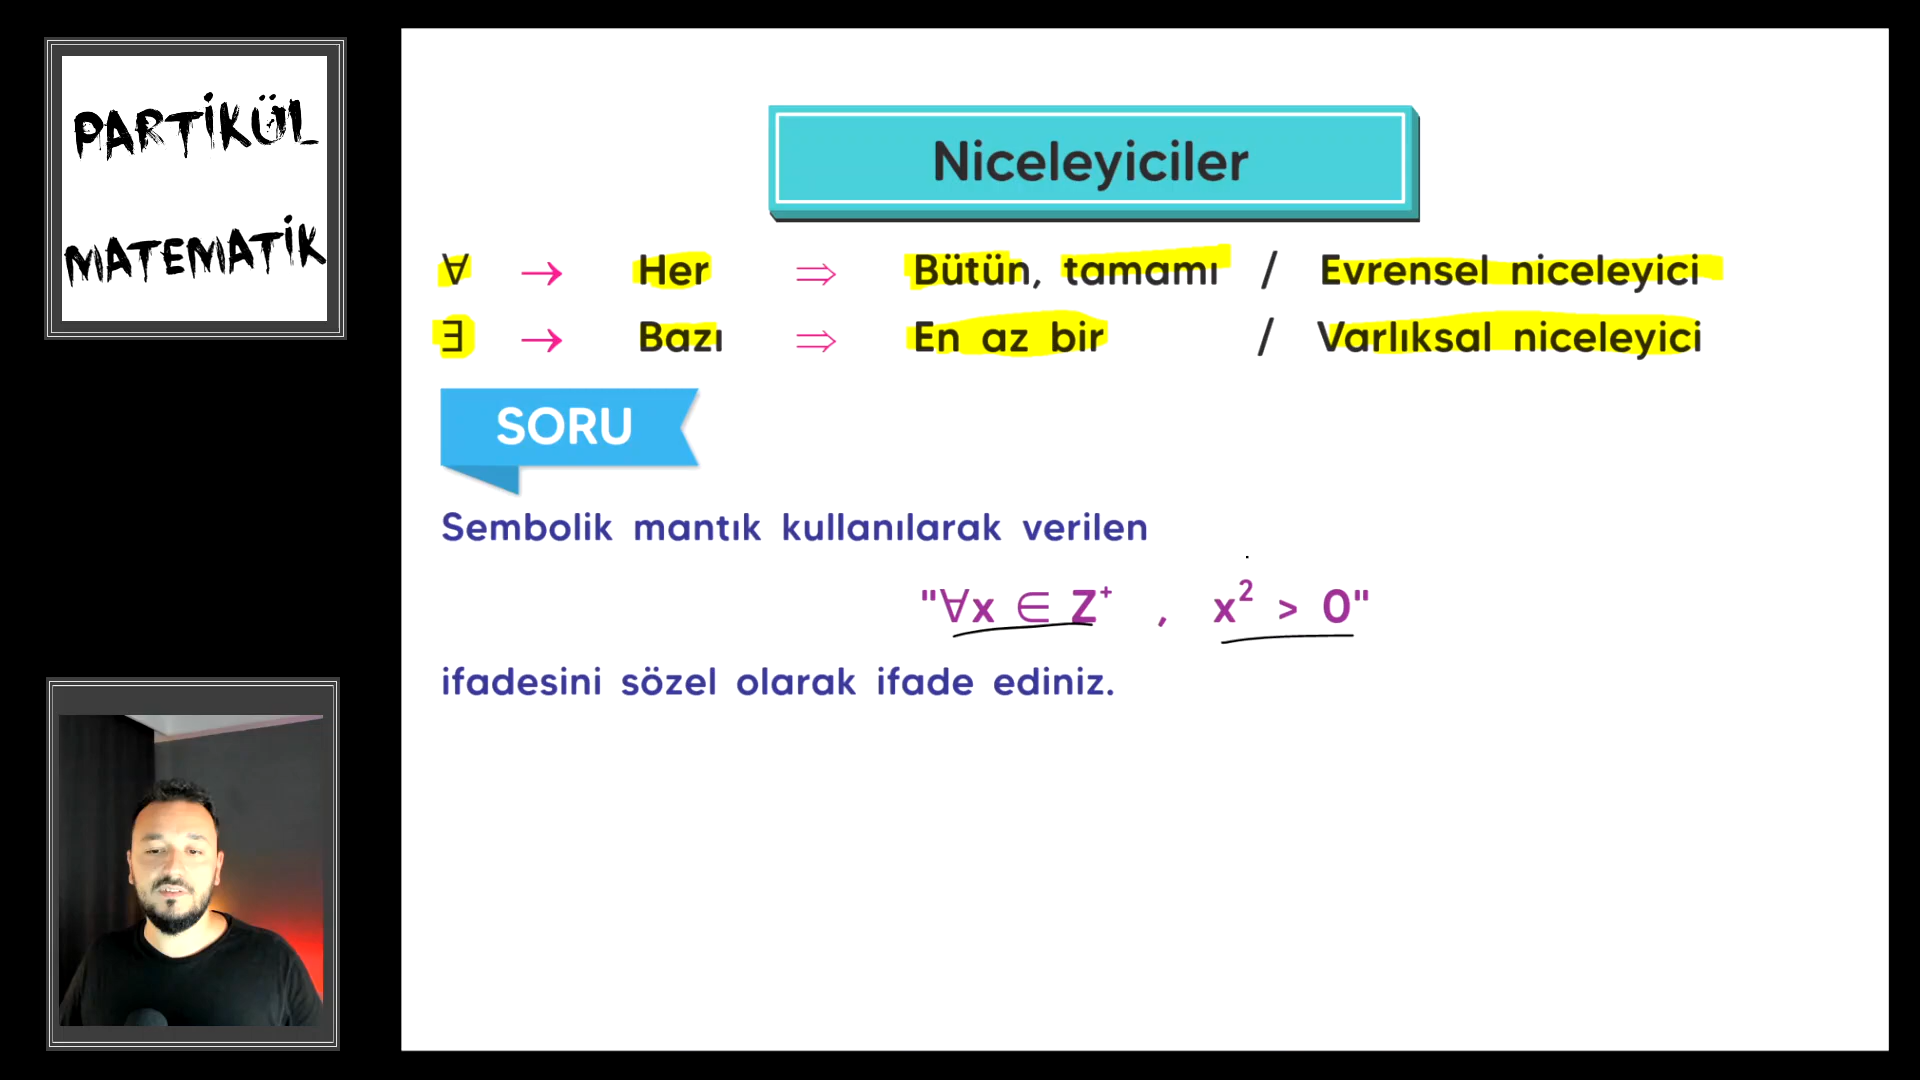 PARTİKÜL
MATEMATİK
Niceleyiciler
∀ → Her ⇒ Bütün, tamamı / Evrensel niceleyici
∃ → Bazı ⇒ En az bir / Varlıksal niceleyici
SORU
Sembolik mantık kullanılarak verilen
"∀x ∈ Z⁺ , x² > 0"
ifadesini sözel olarak ifade ediniz.